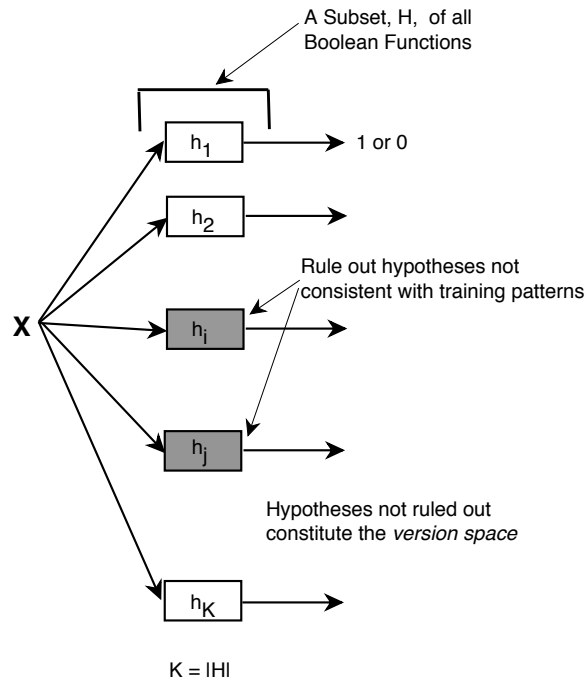 A Subset, H, of all
Boolean Functions
h1
1 or 0
h2
Rule out hypotheses not
consistent with training patterns
X
hi
hj
Hypotheses not ruled out
constitute the version space
hK
K = |H|